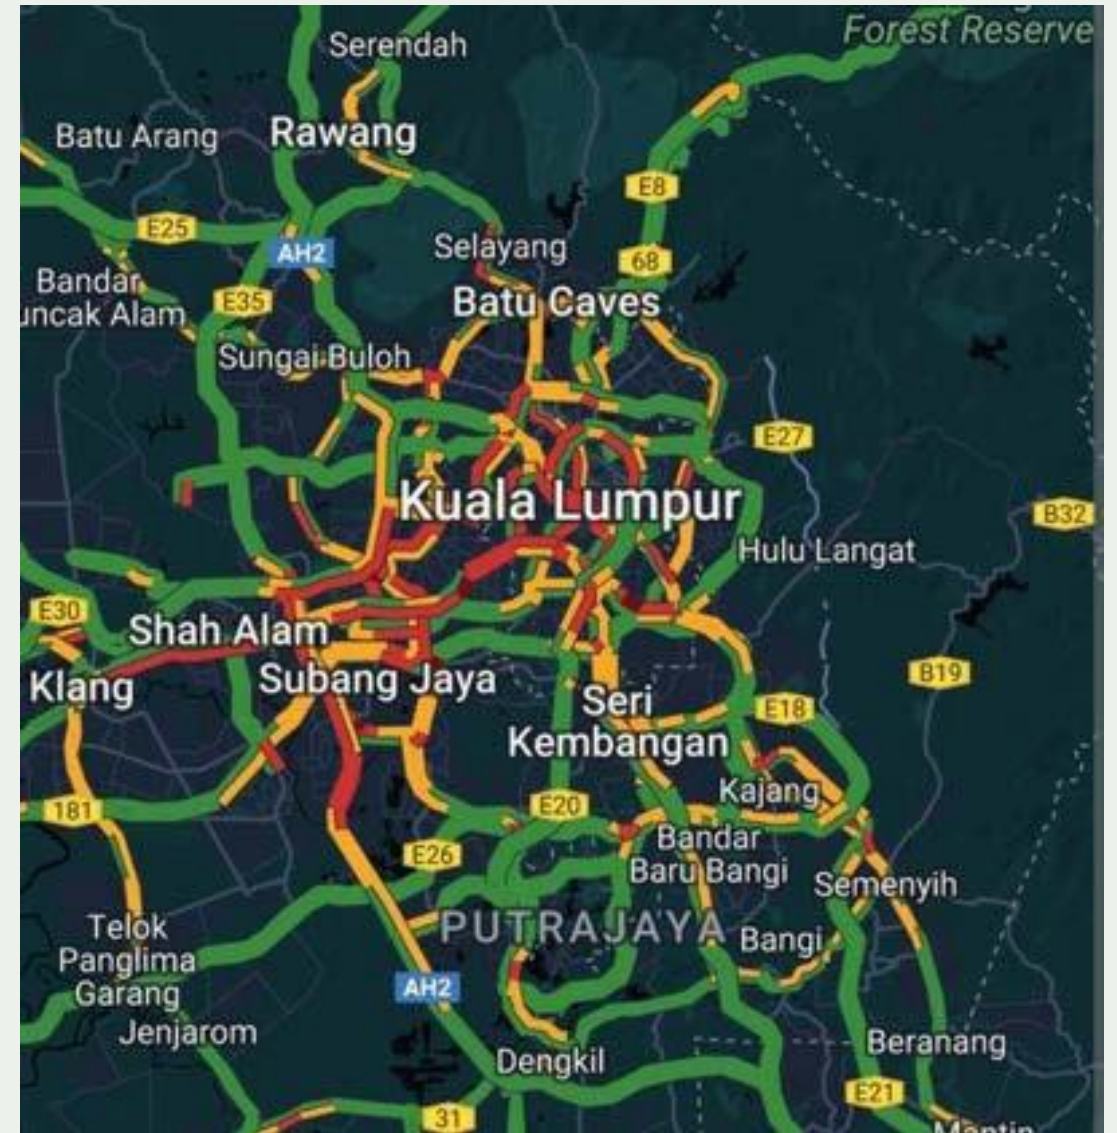 Forest Reserve
Serendah
Batu Arang
Rawang
E8
E25
AH2
Selayang
68
Bandar
uncak Alam
E35
Batu Caves
Sungai Buloh
E27
Kuala Lumpur
B32
Hulu Langat
E30
Shah Alam
Klang
Subang Jaya
B19
Seri
Kembangan
E18
Kajang
181
E20
Bandar
Baru Bangi
E26
Semenyih
PUTRAJAYA
Bangi
Telok
Panglima
Garang
AH2
Jenjarom
Beranang
Dengkil
E21
31
Mantin